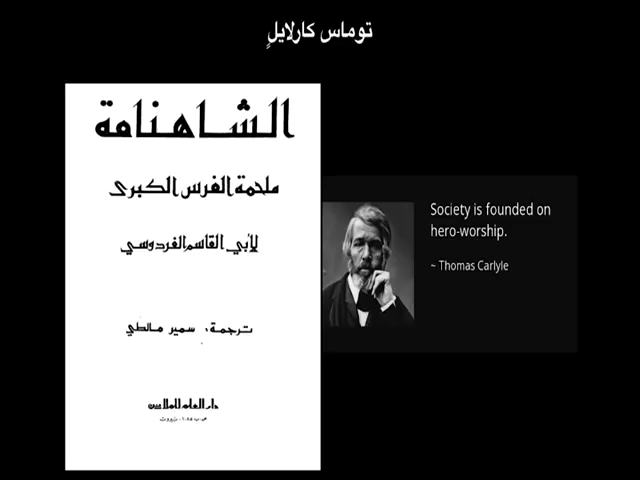 توماس كارلايلٍ
الشاهنامة
ملحمة الفرس الكبرى
لأبي القاسم الفردوسي
ترجمة: سمير مالطي
دار العلم للملايين
بيروت
Society is founded on
hero-worship.
~ Thomas Carlyle